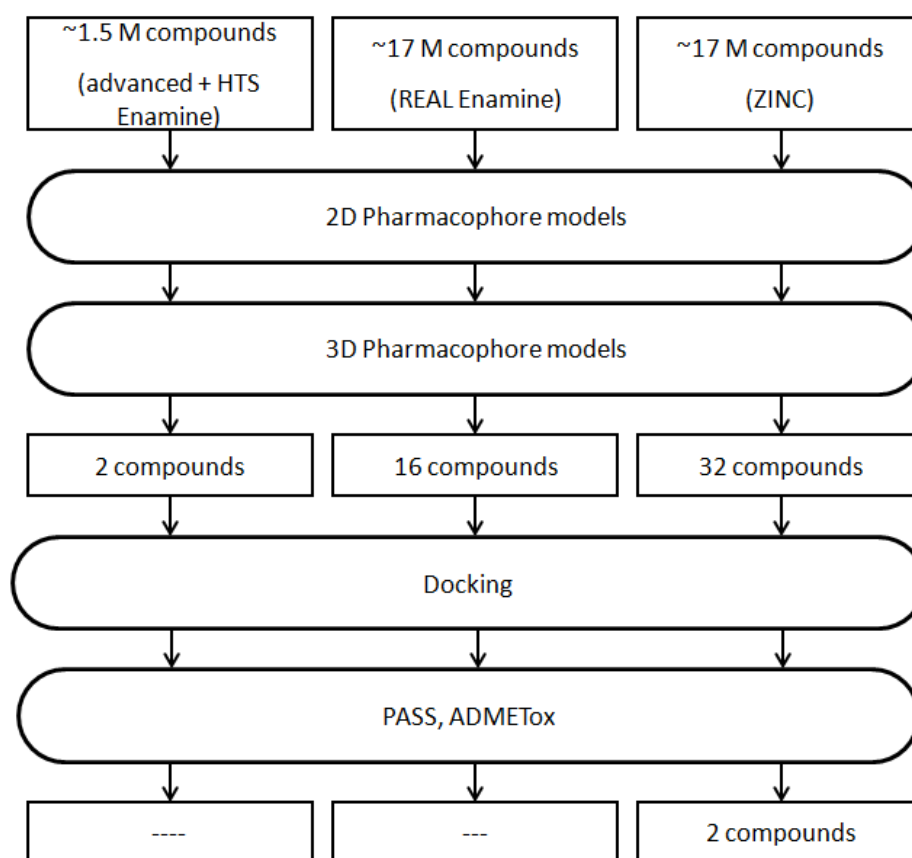 ~1.5 M compounds
(advanced + HTS
Enamine)
~17 M compounds
(REAL Enamine)
~17 M compounds
(ZINC)
2D Pharmacophore models
3D Pharmacophore models
2 compounds
16 compounds
32 compounds
Docking
PASS, ADMETox
----
---
2 compounds